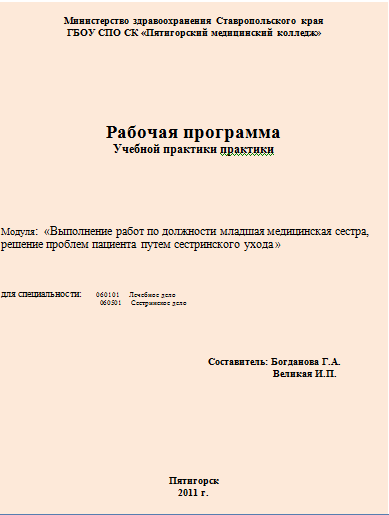 Министерство здравоохранения Ставропольского края
ГБОУ СПО СК «Пятигорский медицинский колледж»
Рабочая программа
Учебной практики практики
Модуля: «Выполнение работ по должности младшая медицинская сестра,
решение проблем пациента путем сестринского ухода»
для специальности: 060101 Лечебное дело
060501 Сестринское дело
Составитель: Богданова Г.А.
Великая И.П.
Пятигорск
2011 г.